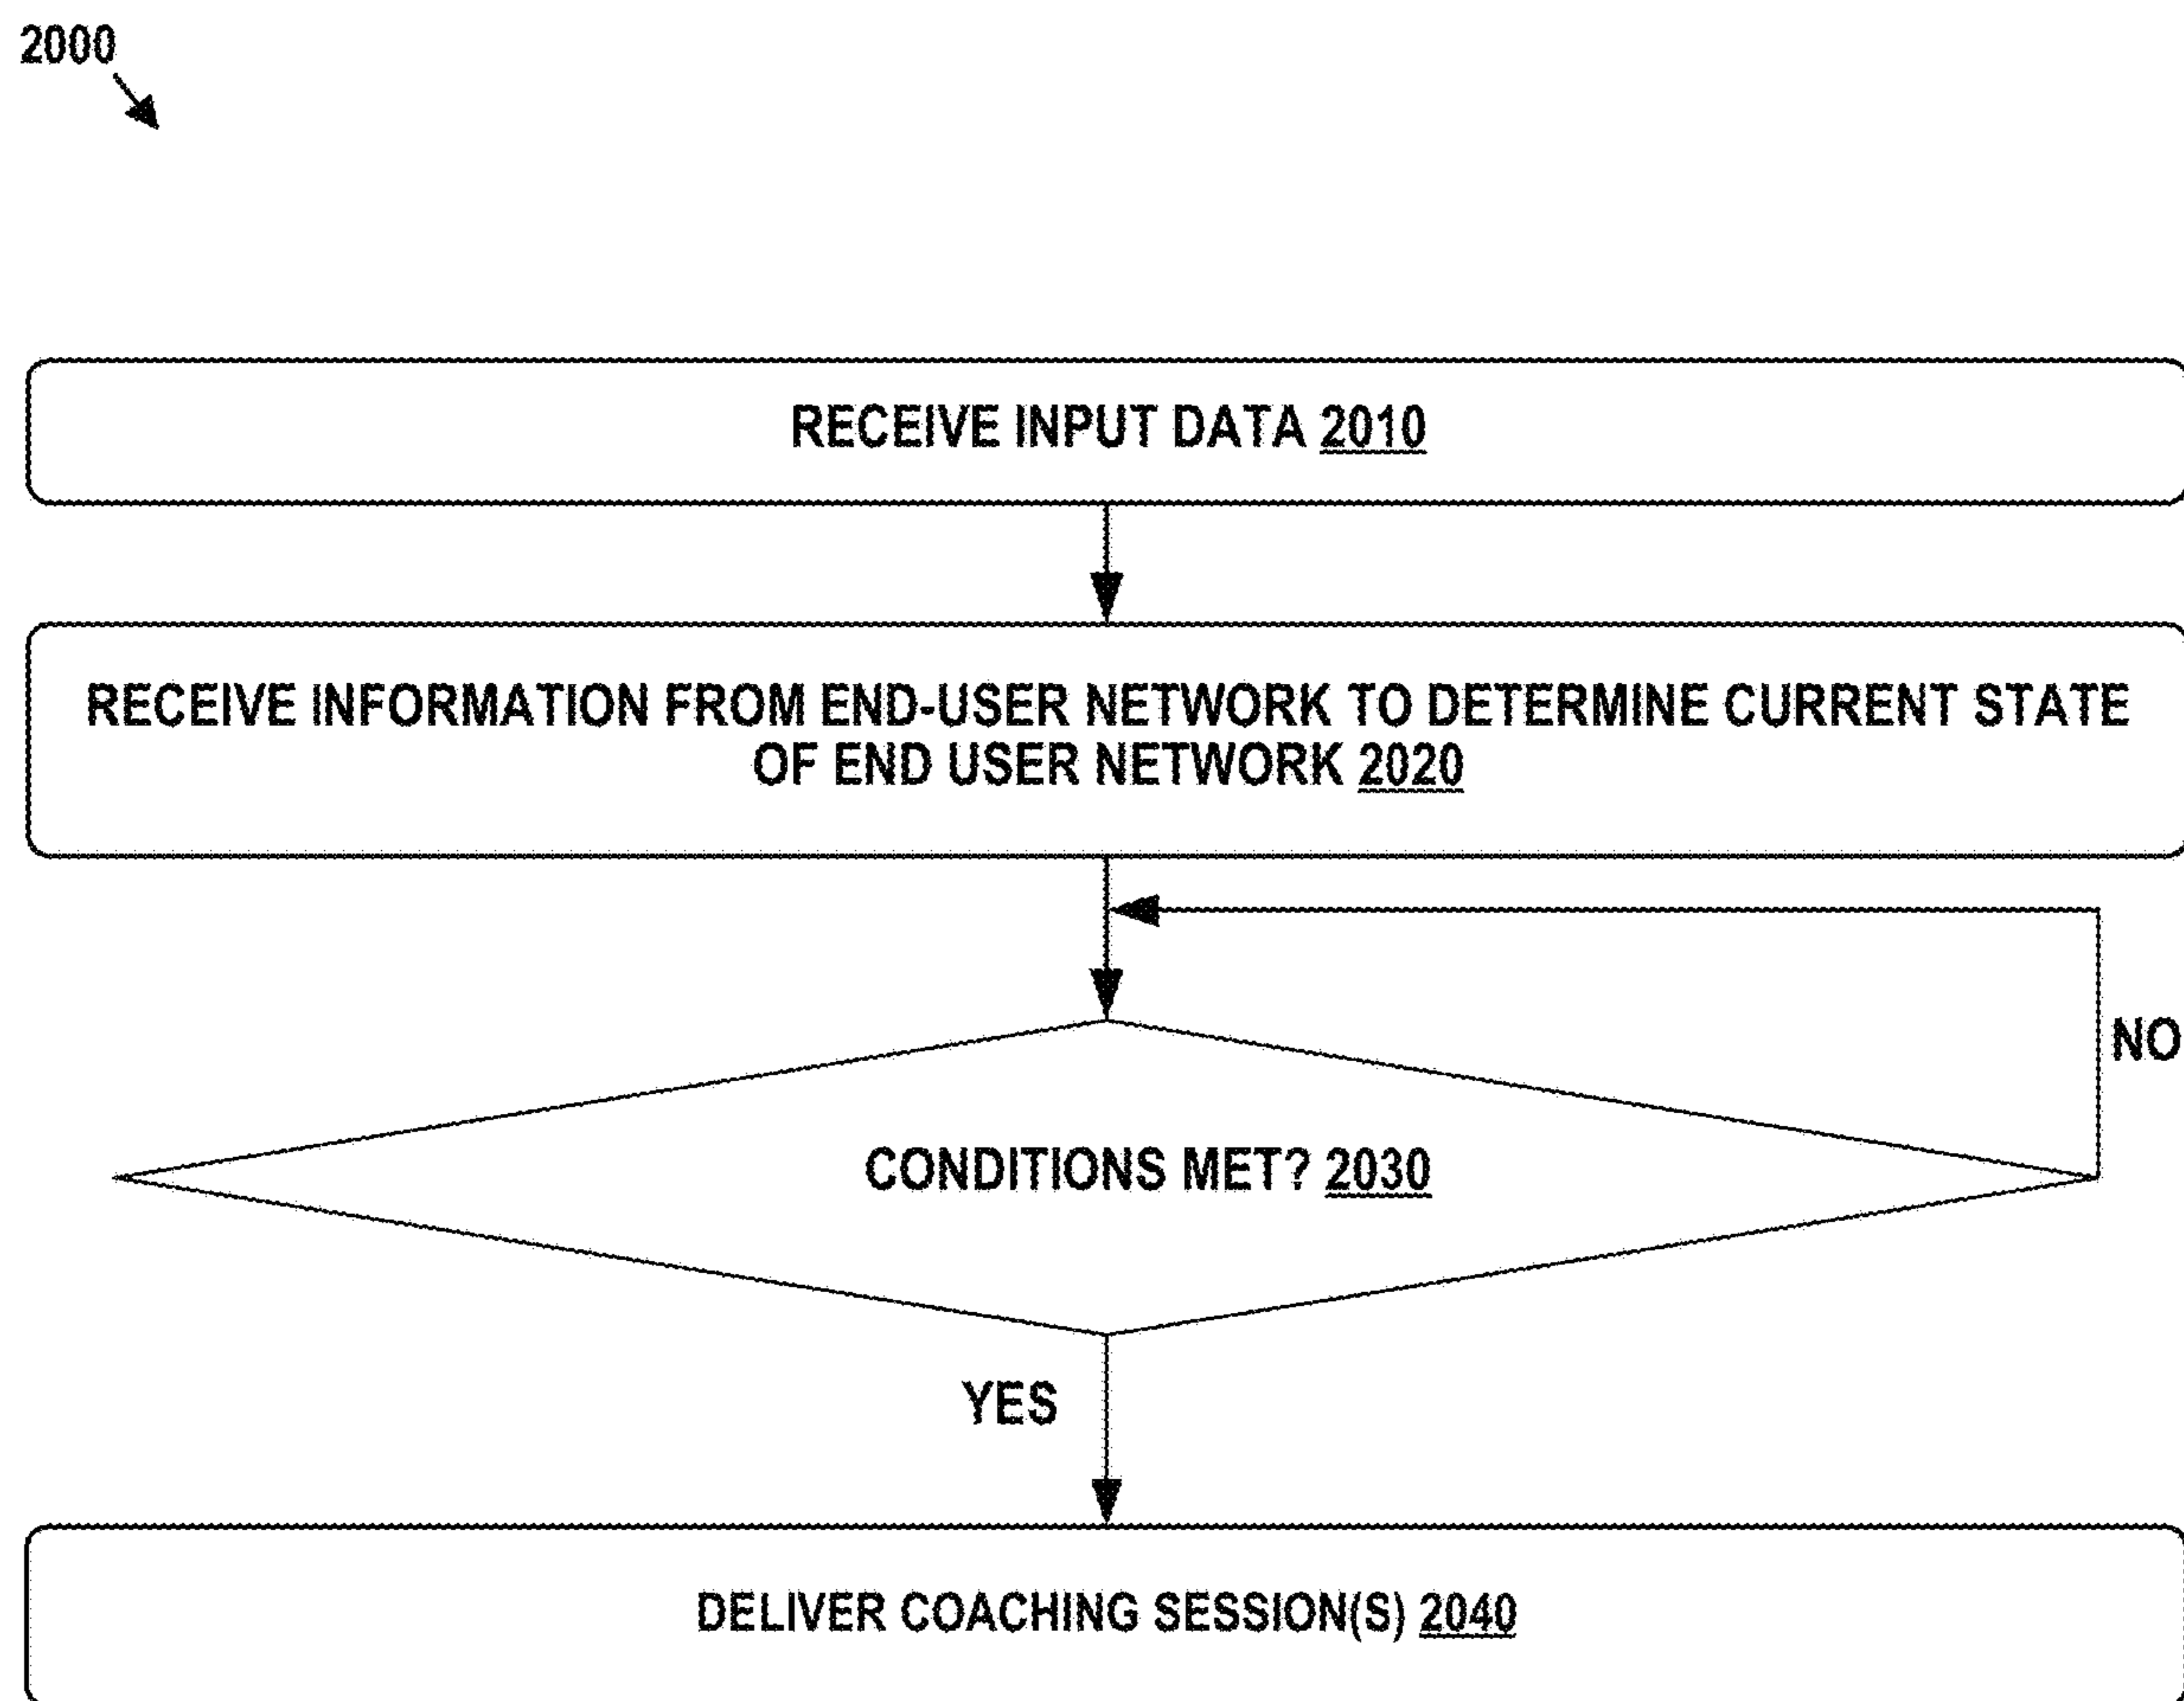 2000
RECEIVE INPUT DATA 2010
RECEIVE INFORMATION FROM END-USER NETWORK TO DETERMINE CURRENT STATE
OF END USER NETWORK 2020
NO
CONDITIONS MET? 2030
YES
DELIVER COACHING SESSION(S) 2040